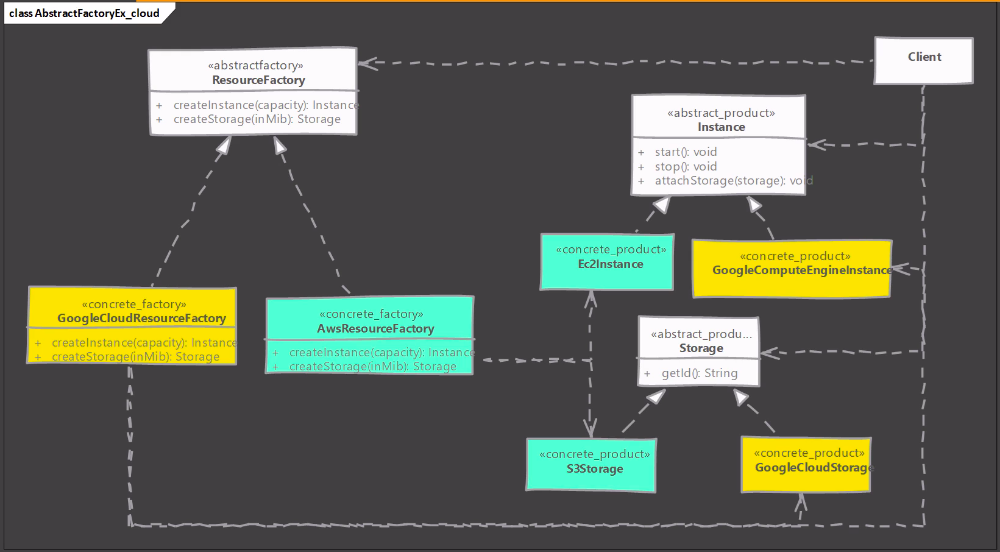 class AbstractFactoryEx_cloud
«abstractfactory»
ResourceFactory
+ createInstance(capacity): Instance
+ createStorage(inMib): Storage
Client
«abstract_product»
Instance
+ start(): void
+ stop(): void
+ attachStorage(storage): void
«concrete_product»
Ec2Instance
«concrete_product»
GoogleComputeEngineInstance
«concrete_factory»
GoogleCloudResourceFactory
+ createInstance(capacity): Instance
+ createStorage(inMib): Storage
«concrete_factory»
AwsResourceFactory
+ createInstance(capacity): Instance
+ createStorage(inMib): Storage
«abstract_produ...
Storage
+ getId(): String
«concrete_product»
S3Storage
«concrete_product»
GoogleCloudStorage